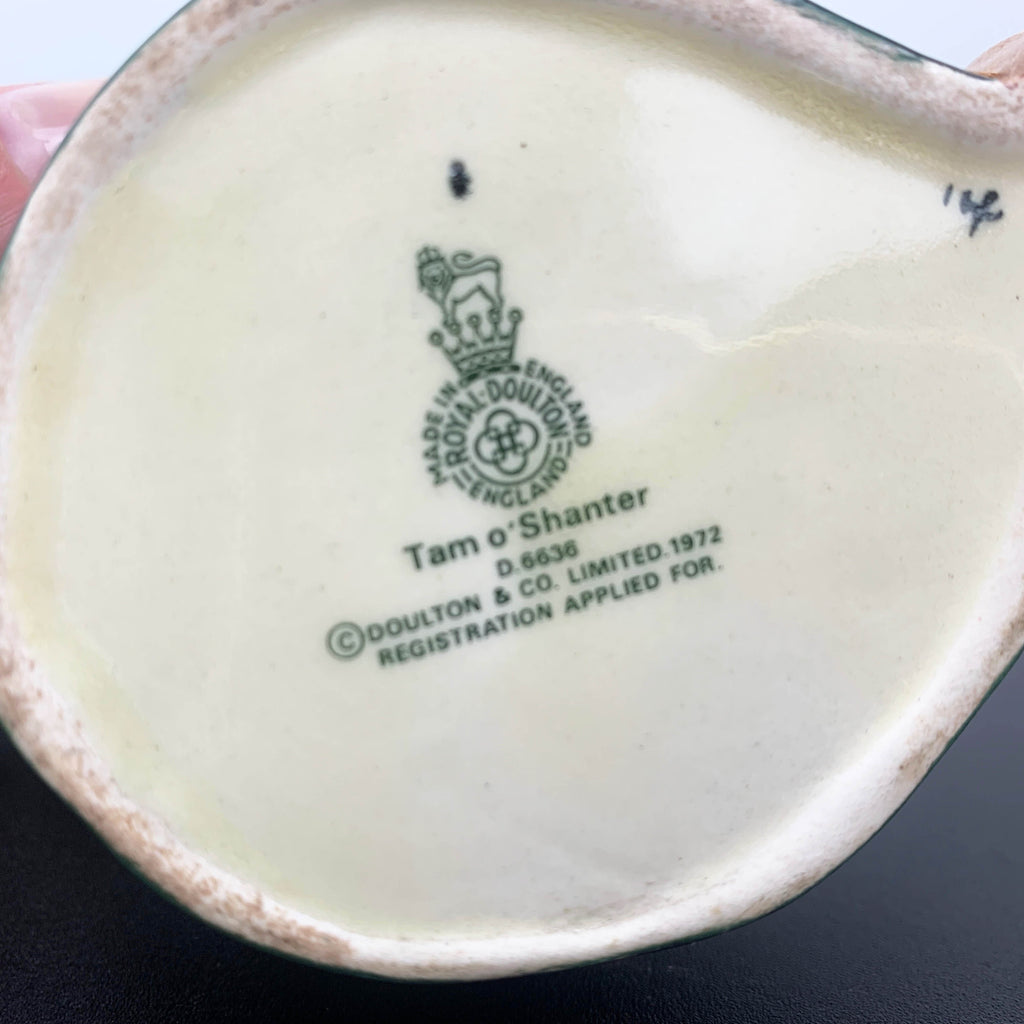 MADE IN ENGLAND
ROYAL·DOULTON
ENGLAND
Tam o'Shanter
D.6636
©DOULTON & CO. LIMITED.1972
REGISTRATION APPLIED FOR.